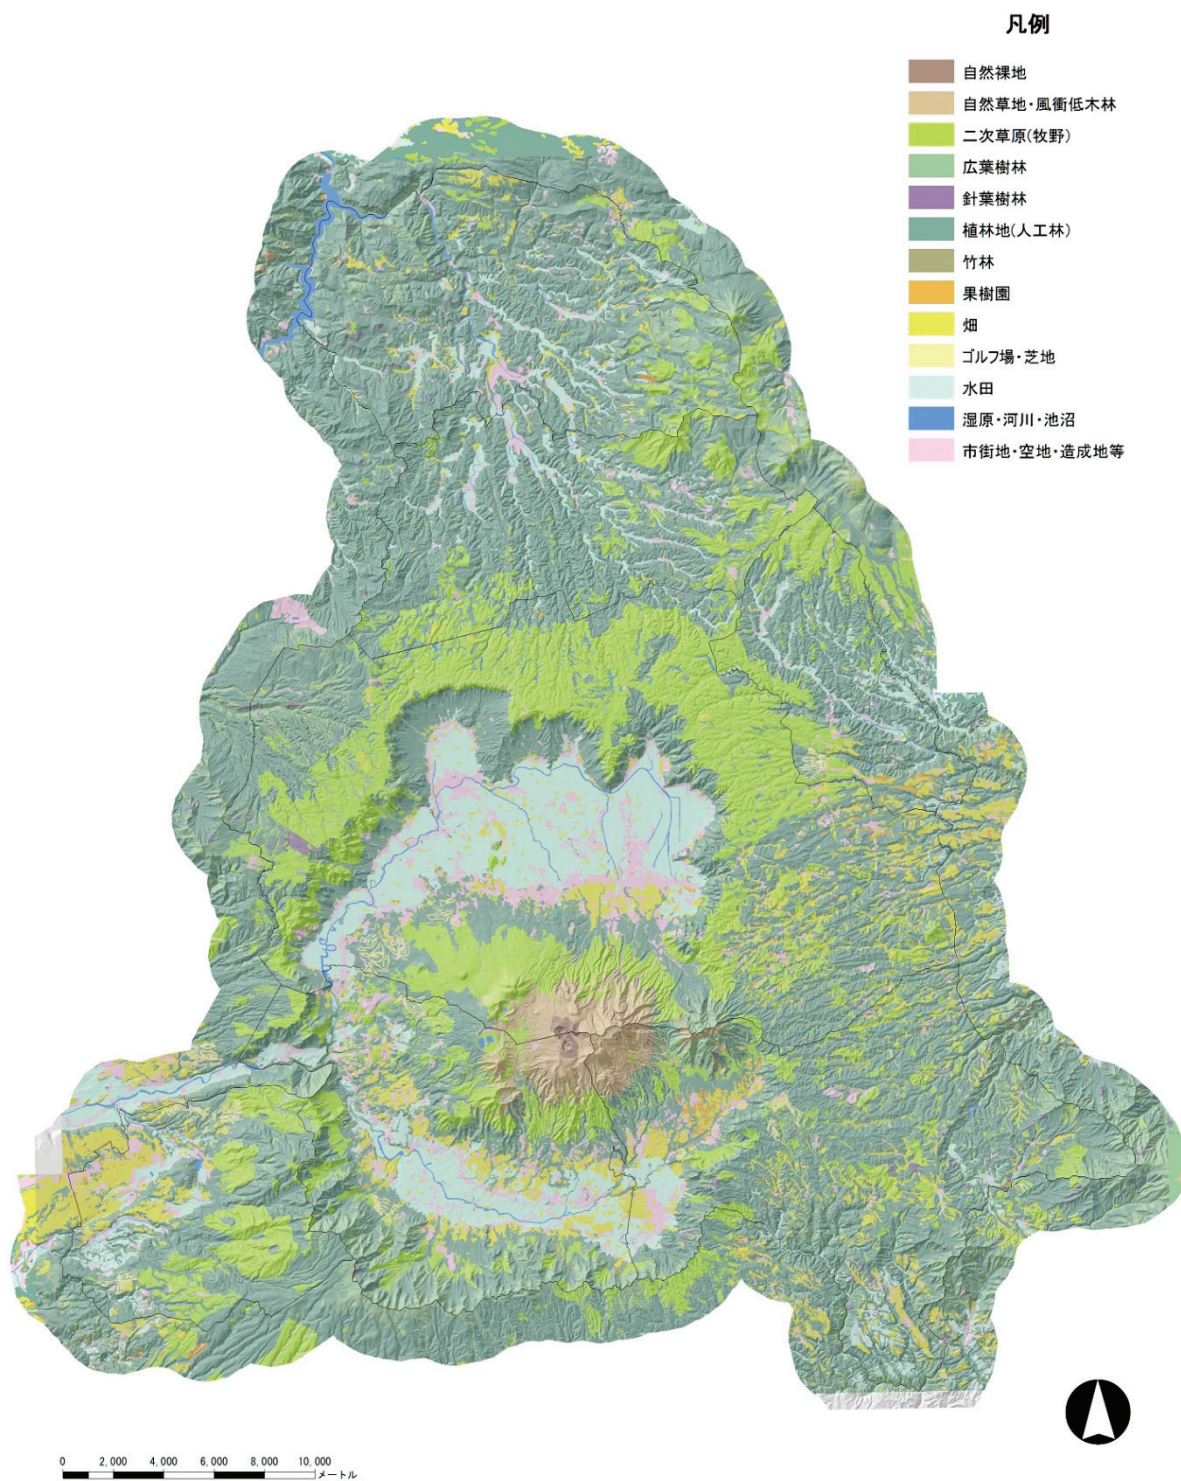 凡例
自然裸地
自然草地・風衝低木林
二次草原(牧野)
広葉樹林
針葉樹林
植林地(人工林)
竹林
果樹園
畑
ゴルフ場・芝地
水田
湿原・河川・池沼
市街地・空地・造成地等
0 2,000 4,000 6,000 8,000 10,000
メートル